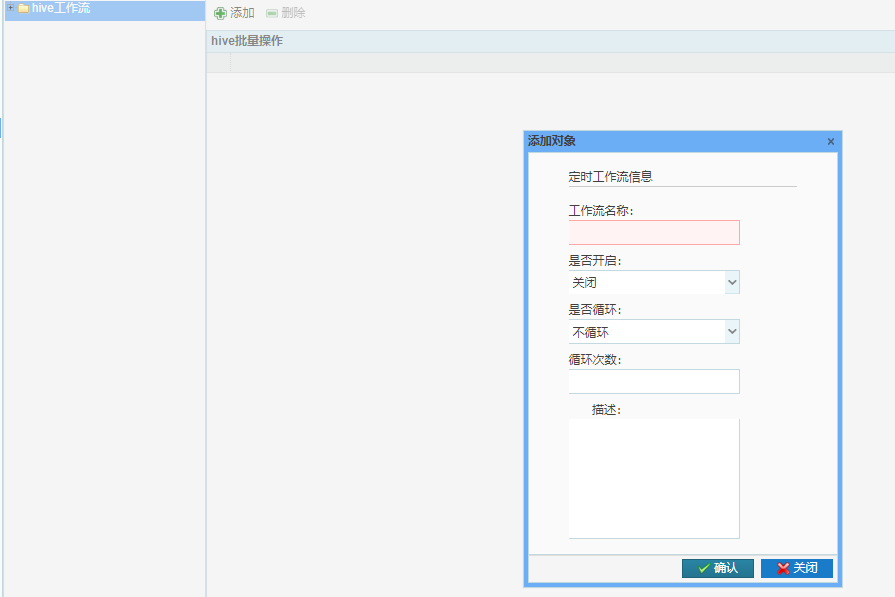 hive工作流
添加 删除
hive批量操作
添加对象
定时工作流信息
工作流名称:
是否开启:
关闭
是否循环:
不循环
循环次数:
描述:
确认 关闭